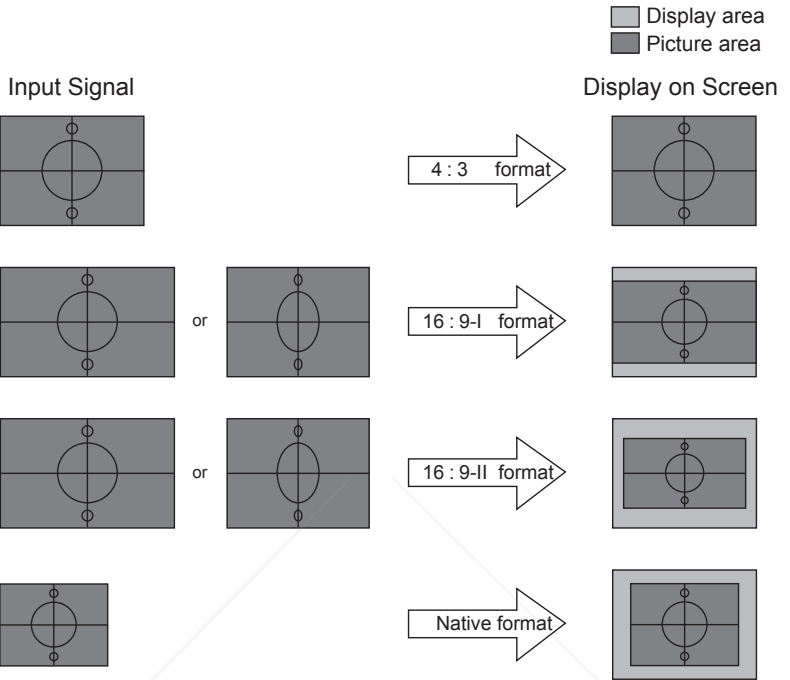 Display area
Picture area
Input Signal
Display on Screen
4 : 3 format
or
16 : 9-I format
or
16 : 9-II format
Native format